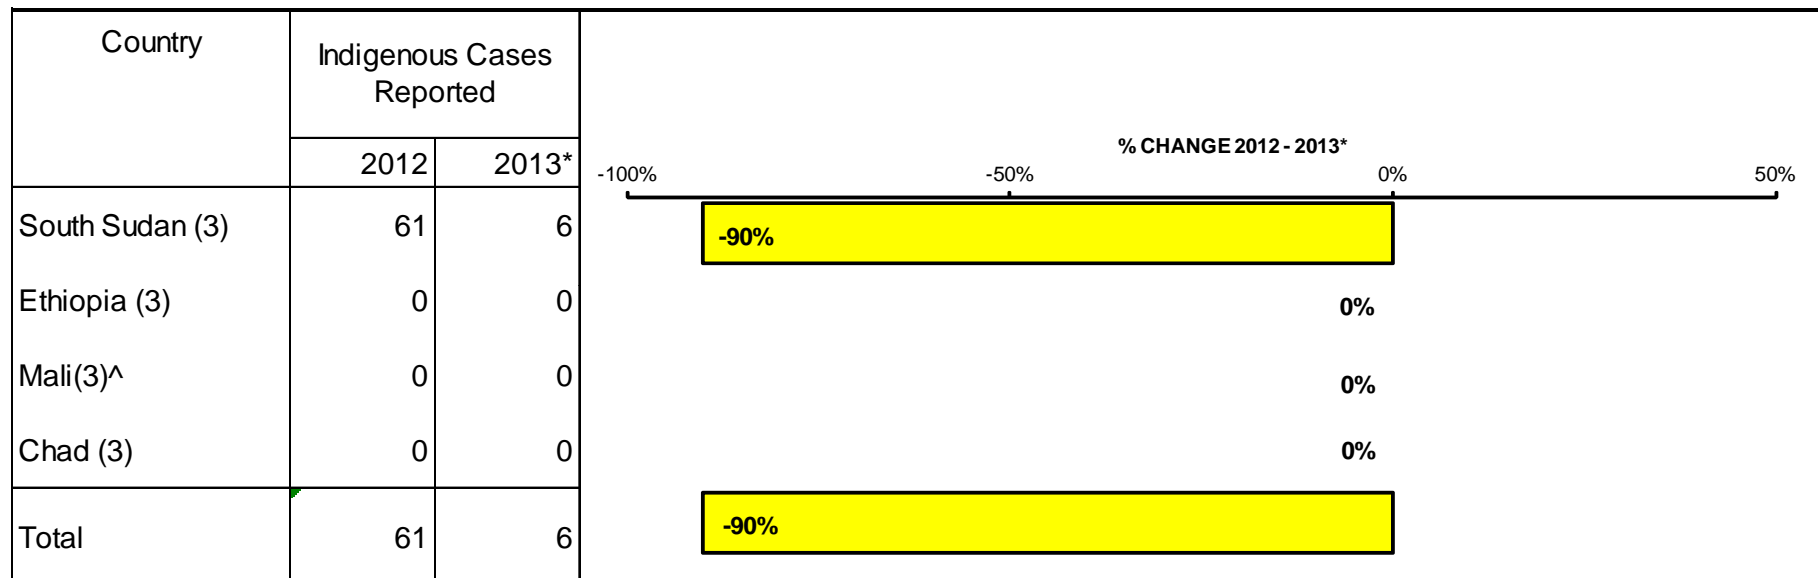 Country
Indigenous Cases
Reported
2012 2013*
% CHANGE 2012 - 2013*
-100% -50% 0% 50%
South Sudan (3) 61 6 -90%
Ethiopia (3) 0 0 0%
Mali(3)^ 0 0 0%
Chad (3) 0 0 0%
Total 61 6 -90%